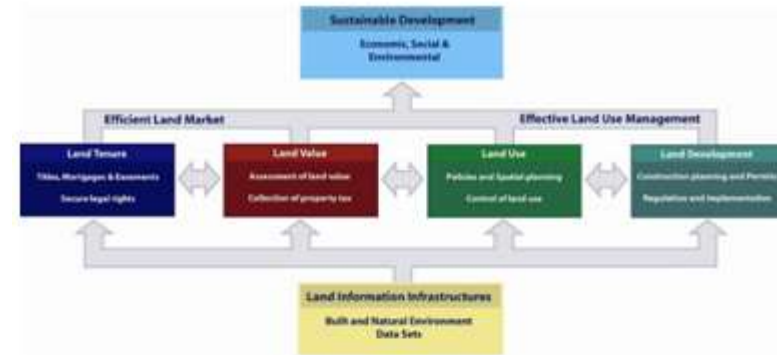 Sustainable Development
Economic, Social &
Environmental
Efficient Land Market
Effective Land Use Management
Land Tenure
Titles, Mortgages & Easements
Secure legal rights
Land Value
Assessment of land value
Collection of property tax
Land Use
Policies and Spatial planning
Control of land use
Land Development
Construction planning and Permits
Regulation and Implementation
Land Information Infrastructures
Built and Natural Environment
Data Sets